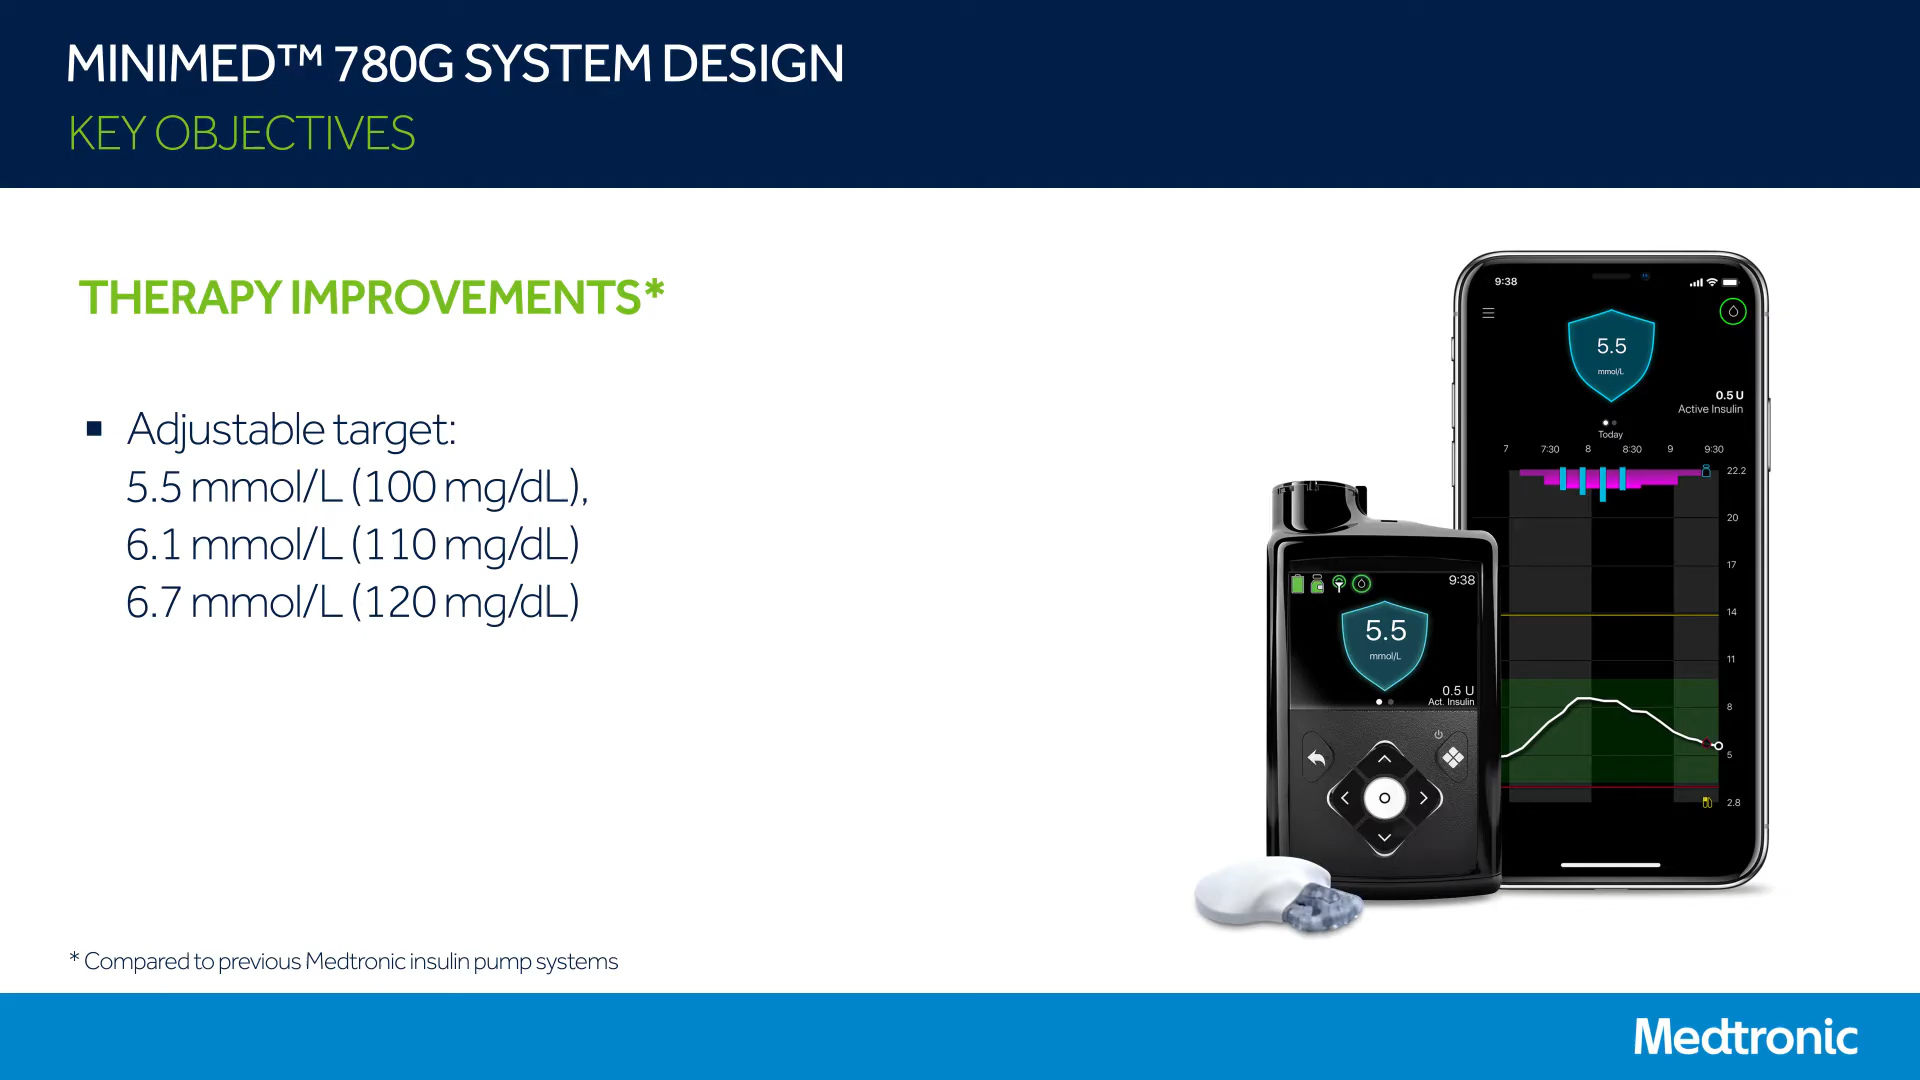 MINIMED™ 780G SYSTEM DESIGN
KEY OBJECTIVES
THERAPY IMPROVEMENTS*
▪ Adjustable target:
5.5 mmol/L (100 mg/dL),
6.1 mmol/L (110 mg/dL)
6.7 mmol/L (120 mg/dL)
9:38
5.5
mmol/L
0.5 U
Active Insulin
Today
7 7:30 8 8:30 9 9:30
22.2
20
17
14
11
8
5
2.8
9:38
5.5
mmol/L
0.5 U
Act. Insulin
* Compared to previous Medtronic insulin pump systems
Medtronic